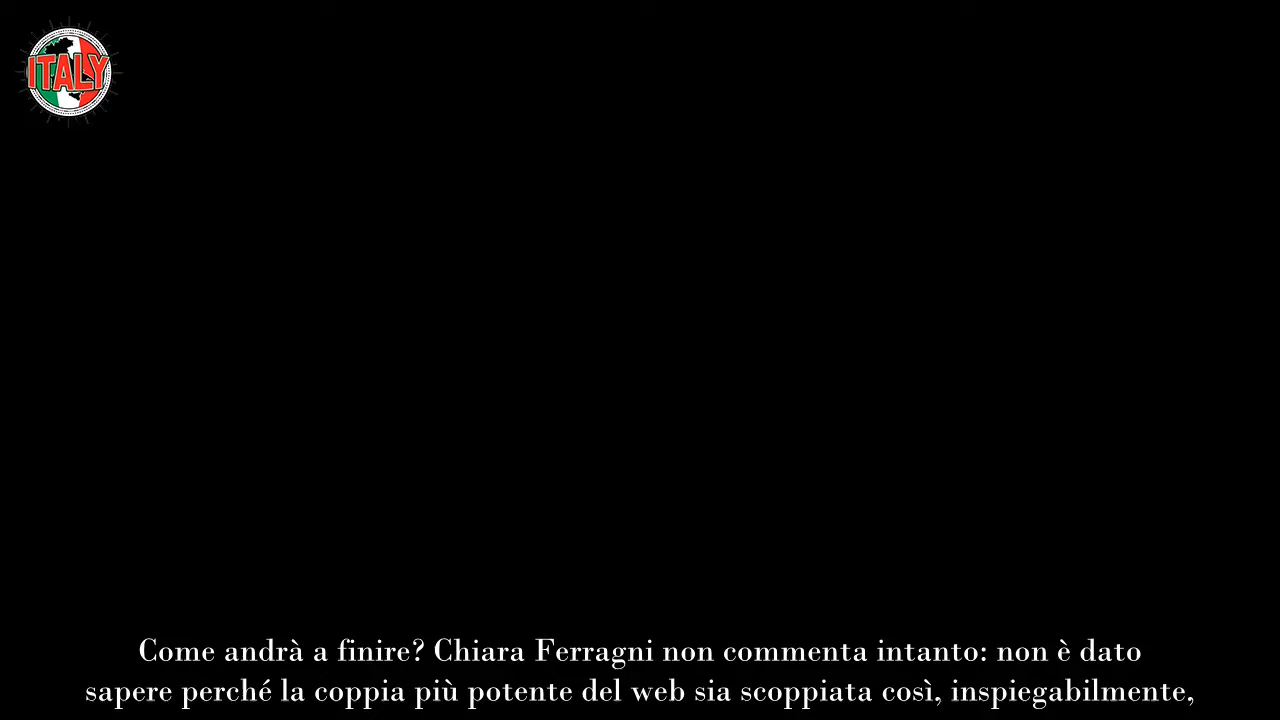 ITALY
Come andrà a finire? Chiara Ferragni non commenta intanto: non è dato
sapere perché la coppia più potente del web sia scoppiata così, inspiegabilmente,